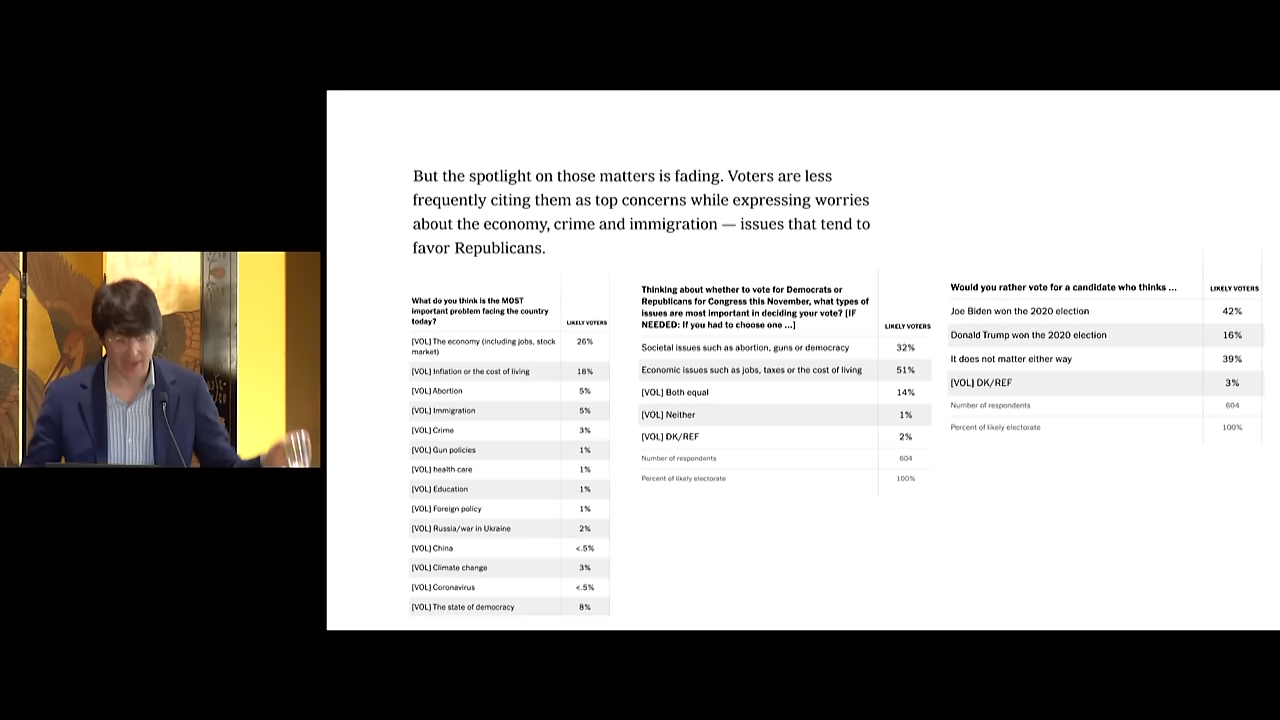 But the spotlight on those matters is fading. Voters are less
frequently citing them as top concerns while expressing worries
about the economy, crime and immigration — issues that tend to
favor Republicans.
What do you think is the MOST
important problem facing the country
today?
LIKELY VOTERS
[VOL] The economy (including jobs, stock
market)
26%
[VOL] Inflation or the cost of living 18%
[VOL] Abortion 5%
[VOL] Immigration 5%
[VOL] Crime 3%
[VOL] Gun policies 1%
[VOL] health care 1%
[VOL] Education 1%
[VOL] Foreign policy 1%
[VOL] Russia/war in Ukraine 2%
[VOL] China <.5%
[VOL] Climate change 3%
[VOL] Coronavirus <.5%
[VOL] The state of democracy 8%
Thinking about whether to vote for Democrats or
Republicans for Congress this November, what types of
issues are most important in deciding your vote? [IF
NEEDED: If you had to choose one ...]
LIKELY VOTERS
Societal issues such as abortion, guns or democracy 32%
Economic issues such as jobs, taxes or the cost of living 51%
[VOL] Both equal 14%
[VOL] Neither 1%
[VOL] DK/REF 2%
Number of respondents 604
Percent of likely electorate 100%
Would you rather vote for a candidate who thinks ...
LIKELY VOTERS
Joe Biden won the 2020 election 42%
Donald Trump won the 2020 election 16%
It does not matter either way 39%
[VOL] DK/REF 3%
Number of respondents 604
Percent of likely electorate 100%